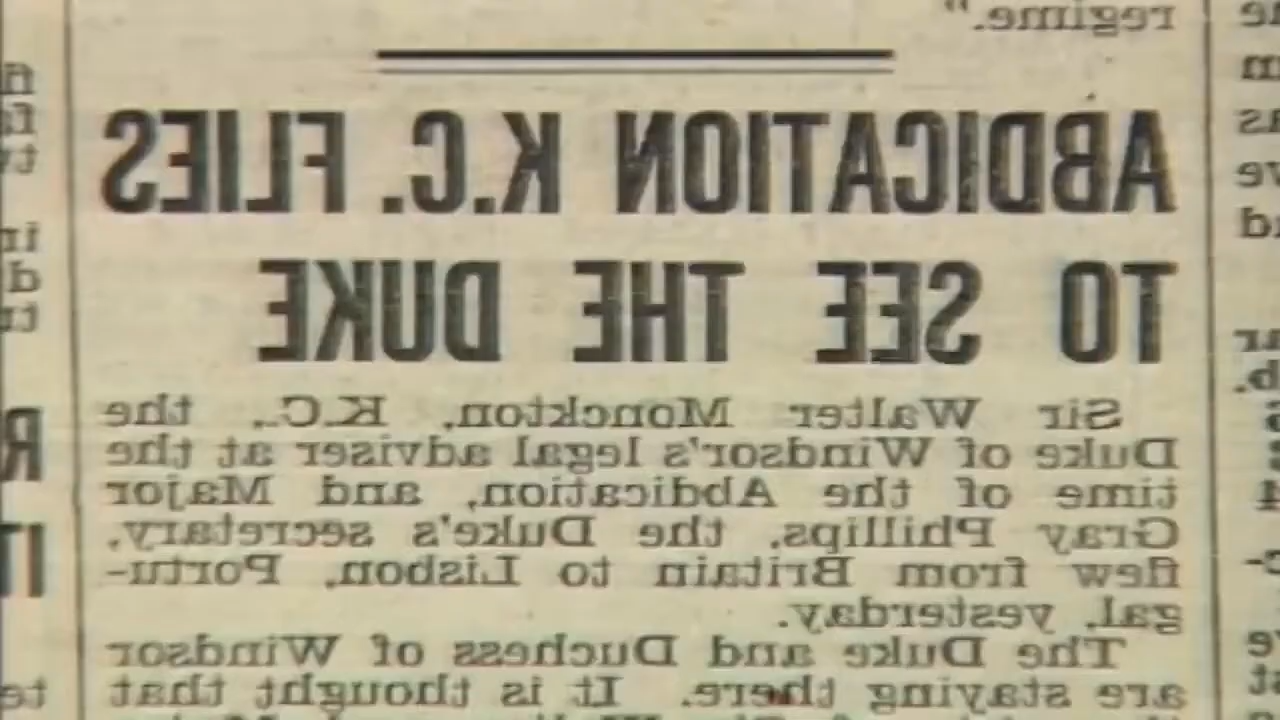 regime."
ABDICATION K.C. FLIES
TO SEE THE DUKE
Sir Walter Monckton, K.C., the
Duke of Windsor's legal adviser at the
time of the Abdication, and Major
Gray Phillips, the Duke's secretary,
flew from Britain to Lisbon, Portu-
gal, yesterday.
The Duke and Duchess of Windsor
are staying there. It is thought that